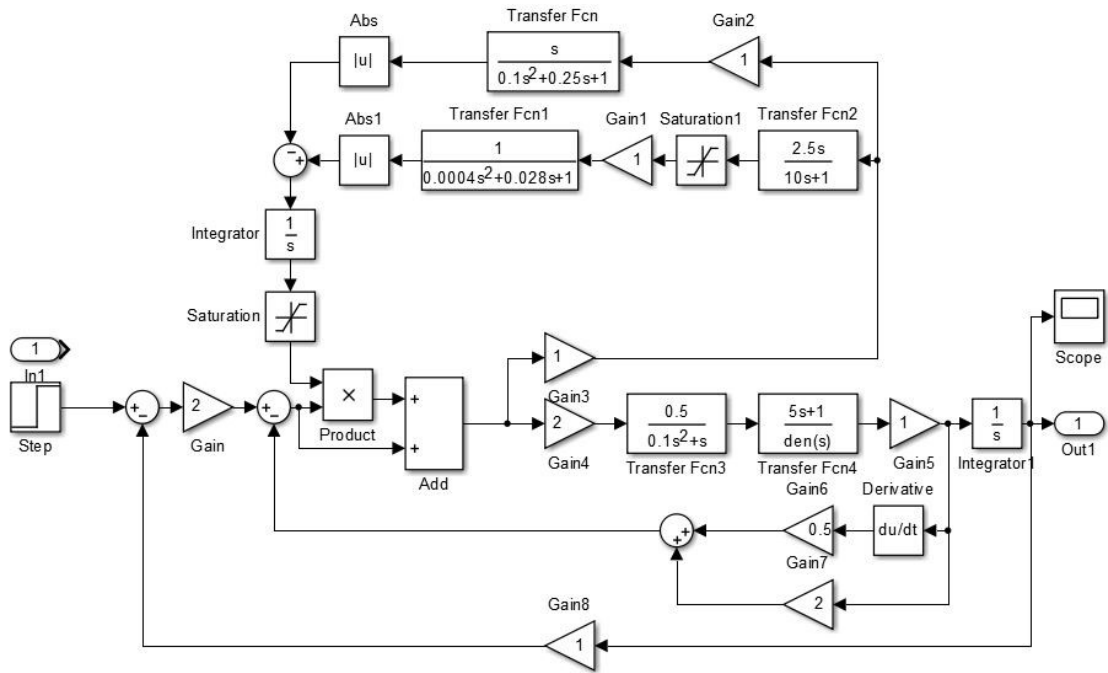 Transfer Fcn
Gain2
Abs
|u|
s
0.1s²+0.25s+1
1
Abs1
Transfer Fcn1
Gain1
Saturation1
Transfer Fcn2
|u|
1
0.0004s²+0.028s+1
1
2.5s
10s+1
- +
Integrator
1
s
Saturation
1
In1
Step
+ -
2
Gain
+ -
×
Product
+
+
Add
1
Gain3
2
Gain4
0.5
0.1s²+s
Transfer Fcn3
5s+1
den(s)
Transfer Fcn4
1
Gain5
1
s
Integrator1
Scope
1
Out1
Gain6
Derivative
+
+
0.5
du/dt
Gain7
2
Gain8
1